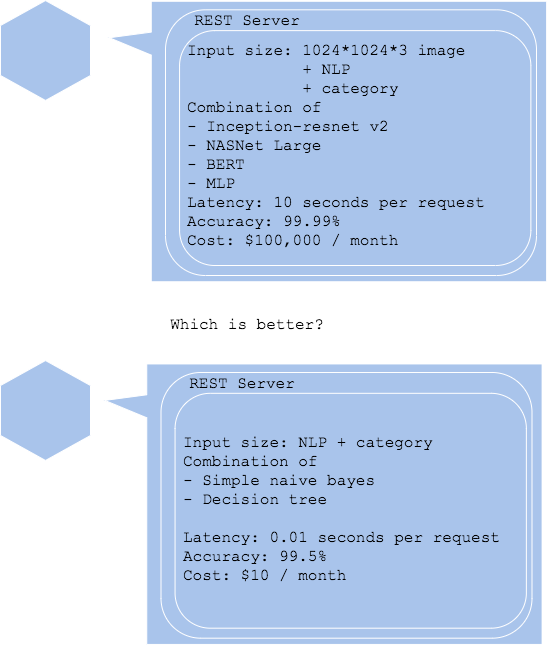 REST Server
Input size: 1024*1024*3 image
+ NLP
+ category
Combination of
- Inception-resnet v2
- NASNet Large
- BERT
- MLP
Latency: 10 seconds per request
Accuracy: 99.99%
Cost: $100,000 / month
Which is better?
REST Server
Input size: NLP + category
Combination of
- Simple naive bayes
- Decision tree
Latency: 0.01 seconds per request
Accuracy: 99.5%
Cost: $10 / month